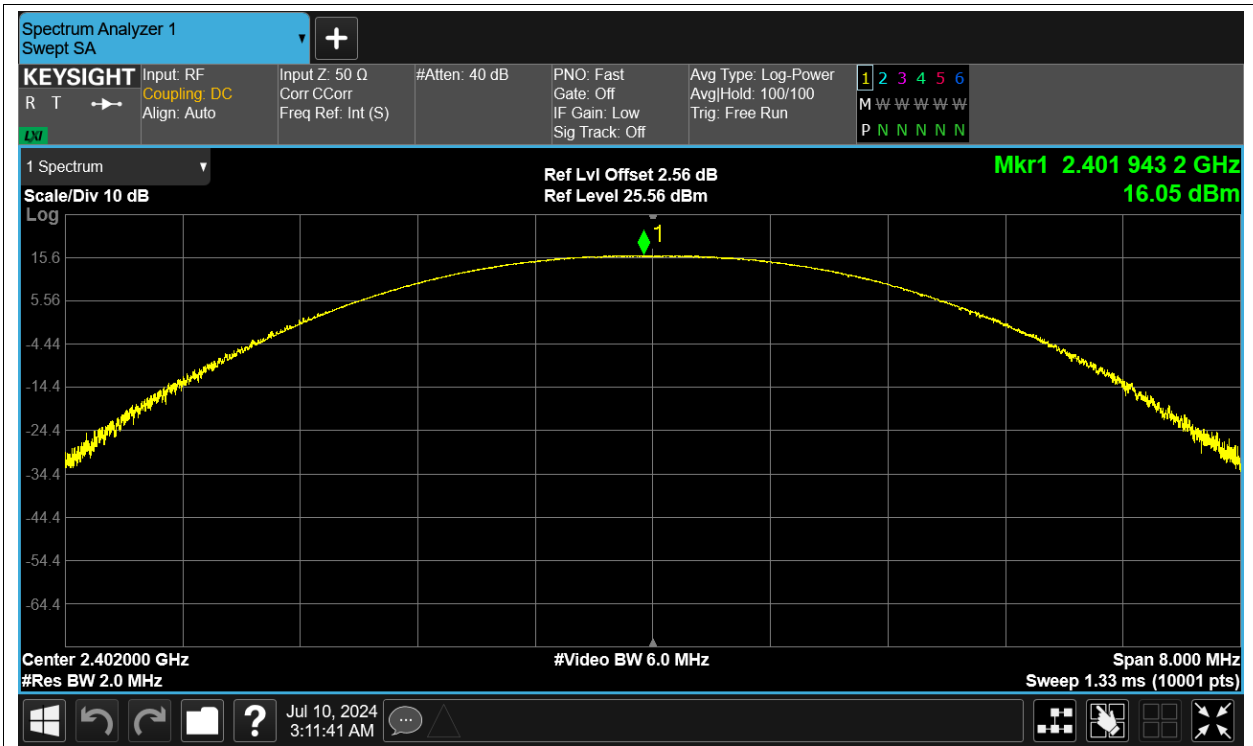 Spectrum Analyzer 1
Swept SA
KEYSIGHT
R T
LXI
Input: RF
Coupling: DC
Align: Auto
Input Z: 50 Ω
Corr CCorr
Freq Ref: Int (S)
#Atten: 40 dB
PNO: Fast
Gate: Off
IF Gain: Low
Sig Track: Off
Avg Type: Log-Power
Avg|Hold: 100/100
Trig: Free Run
1 2 3 4 5 6
M W W W W W
P N N N N N
1 Spectrum
Scale/Div 10 dB
Log
Ref Lvl Offset 2.56 dB
Ref Level 25.56 dBm
Mkr1 2.401 943 2 GHz
16.05 dBm
1
15.6
5.56
-4.44
-14.4
-24.4
-34.4
-44.4
-54.4
-64.4
Center 2.402000 GHz
#Video BW 6.0 MHz
Span 8.000 MHz
#Res BW 2.0 MHz
Sweep 1.33 ms (10001 pts)
?
Jul 10, 2024
3:11:41 AM